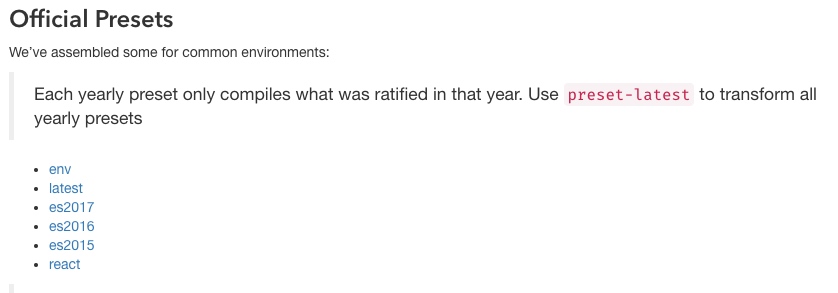 Official Presets
We've assembled some for common environments:
Each yearly preset only compiles what was ratified in that year. Use preset-latest to transform all
yearly presets
env
latest
es2017
es2016
es2015
react